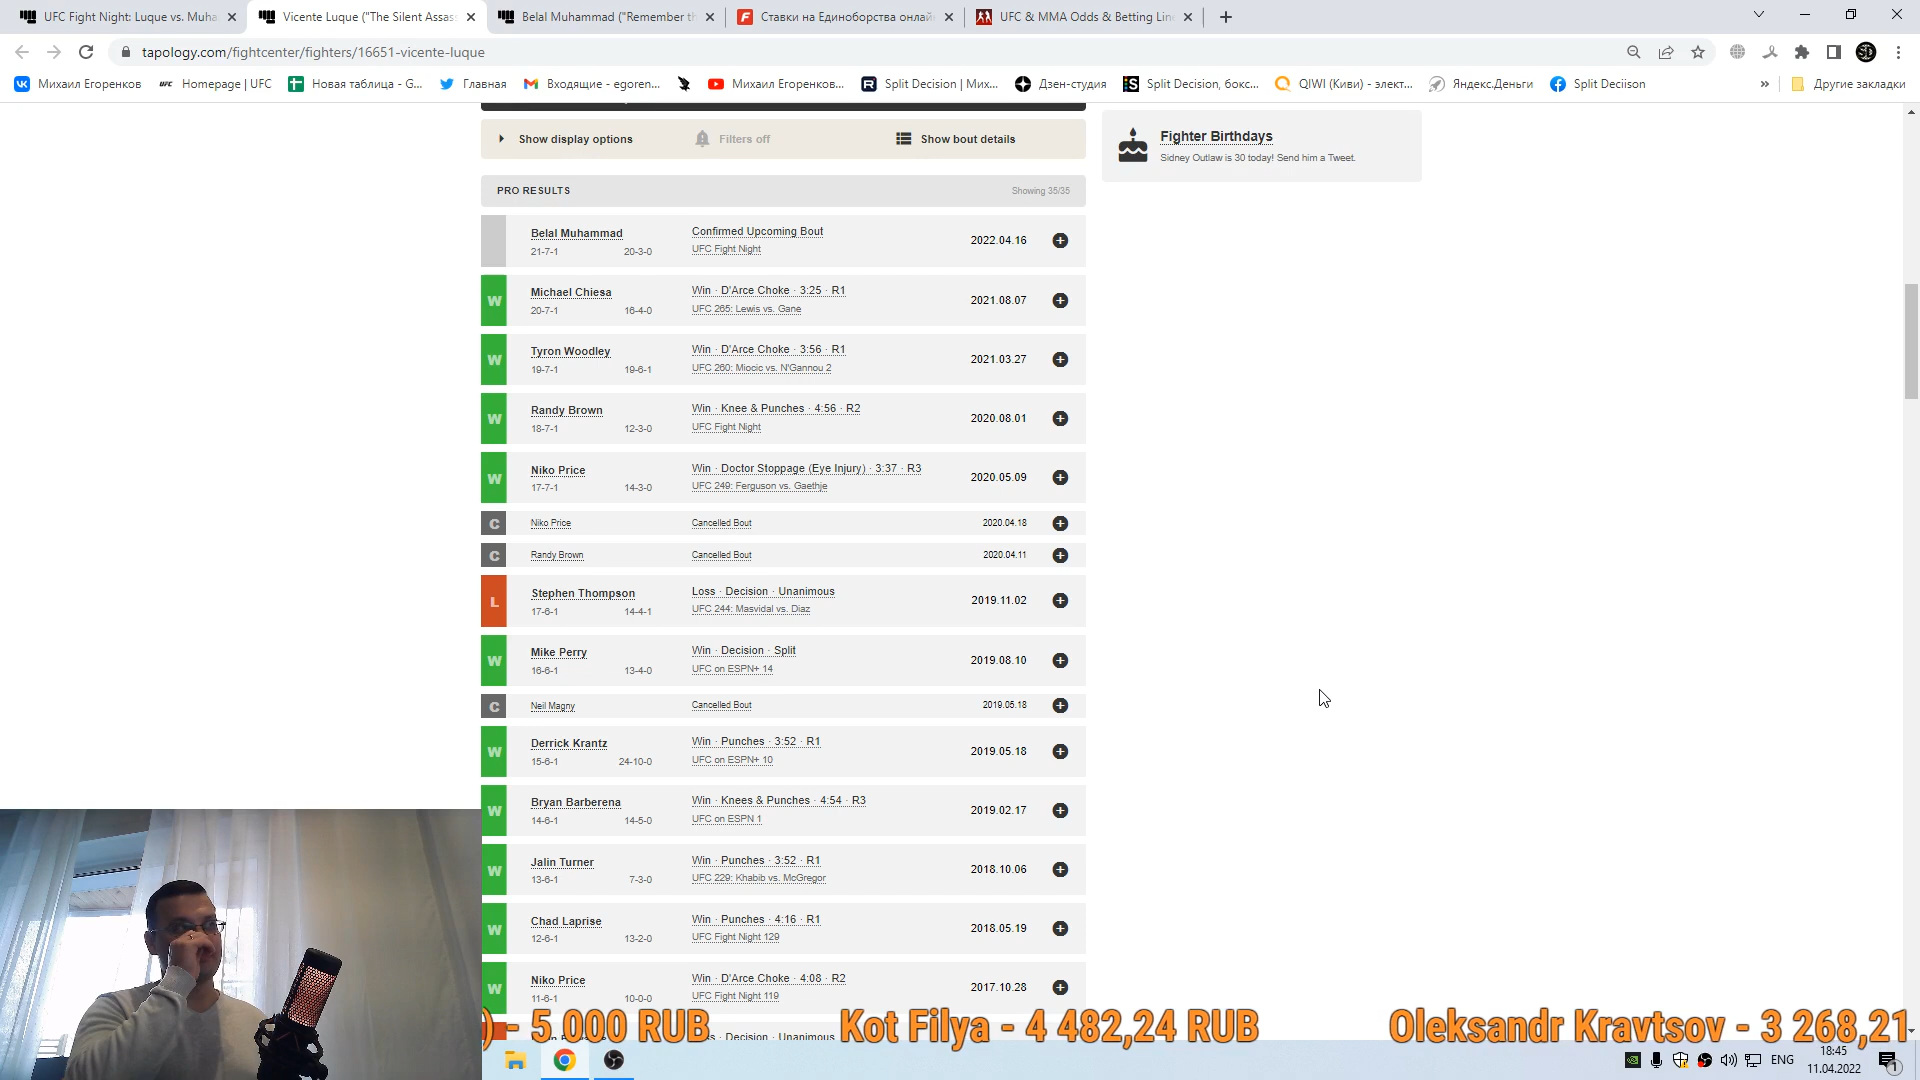 UFC Fight Night: Luque vs. Muha
Vicente Luque ("The Silent Assas
Belal Muhammad ("Remember th
Ставки на Единоборства онлай
UFC & MMA Odds & Betting Lin
tapology.com/fightcenter/fighters/16651-vicente-luque
Михаил Егоренков
Homepage | UFC
Новая таблица - G...
Главная
Входящие - egoren...
Михаил Егоренков...
Split Decision | Мих...
Дзен-студия
Split Decision, бокс...
QIWI (Киви) - элект...
Яндекс.Деньги
Split Deciison
Другие закладки
Show display options
Filters off
Show bout details
Fighter Birthdays
Sidney Outlaw is 30 today! Send him a Tweet.
PRO RESULTS
Showing 35/35
Belal Muhammad
Confirmed Upcoming Bout
2022.04.16
21-7-1 20-3-0
UFC Fight Night
W
Michael Chiesa
Win · D'Arce Choke · 3:25 · R1
2021.08.07
20-7-1 16-4-0
UFC 265: Lewis vs. Gane
W
Tyron Woodley
Win · D'Arce Choke · 3:56 · R1
2021.03.27
19-7-1 19-6-1
UFC 260: Miocic vs. N'Gannou 2
W
Randy Brown
Win · Knee & Punches · 4:56 · R2
2020.08.01
18-7-1 12-3-0
UFC Fight Night
W
Niko Price
Win · Doctor Stoppage (Eye Injury) · 3:37 · R3
2020.05.09
17-7-1 14-3-0
UFC 249: Ferguson vs. Gaethje
C
Niko Price
Cancelled Bout
2020.04.18
C
Randy Brown
Cancelled Bout
2020.04.11
L
Stephen Thompson
Loss · Decision · Unanimous
2019.11.02
17-6-1 14-4-1
UFC 244: Masvidal vs. Diaz
W
Mike Perry
Win · Decision · Split
2019.08.10
16-6-1 13-4-0
UFC on ESPN+ 14
C
Neil Magny
Cancelled Bout
2019.05.18
W
Derrick Krantz
Win · Punches · 3:52 · R1
2019.05.18
15-6-1 24-10-0
UFC on ESPN+ 10
W
Bryan Barberena
Win · Knees & Punches · 4:54 · R3
2019.02.17
14-6-1 14-5-0
UFC on ESPN 1
W
Jalin Turner
Win · Punches · 3:52 · R1
2018.10.06
13-6-1 7-3-0
UFC 229: Khabib vs. McGregor
W
Chad Laprise
Win · Punches · 4:16 · R1
2018.05.19
12-6-1 13-2-0
UFC Fight Night 129
W
Niko Price
Win · D'Arce Choke · 4:08 · R2
2017.10.28
11-6-1 10-0-0
UFC Fight Night 119
) - 5 000 RUB
Kot Filya - 4 482,24 RUB
Oleksandr Kravtsov - 3 268,21
Decision · Unanimous
ENG
18:45
11.04.2022
1